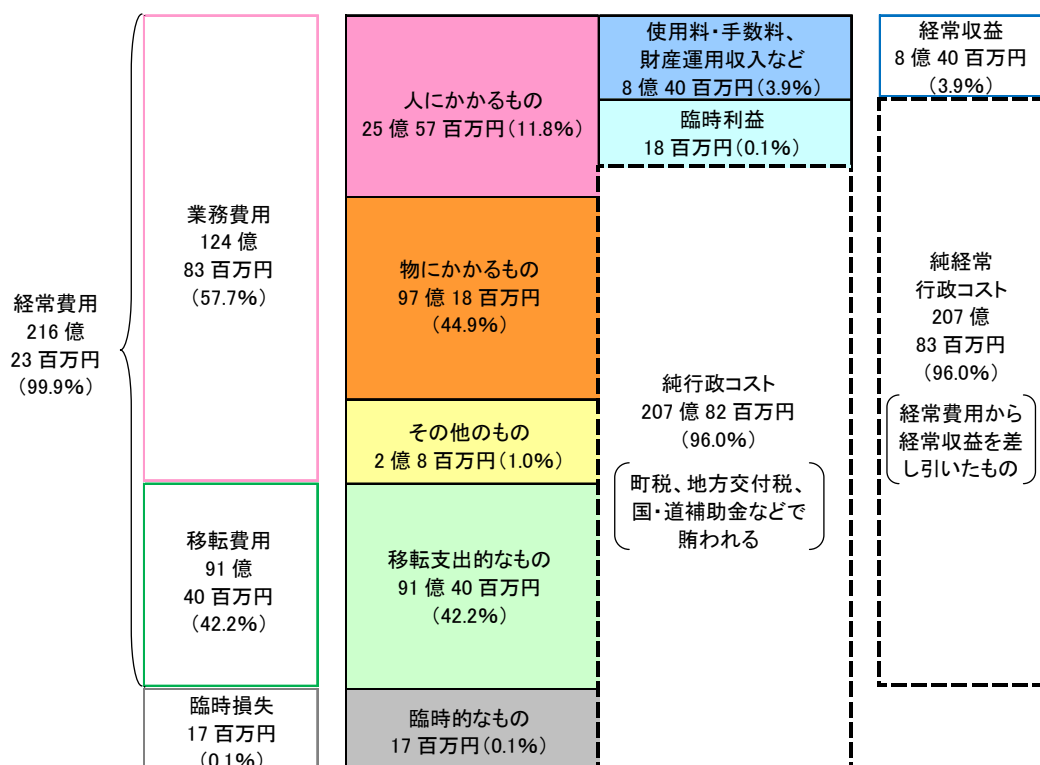 経常費用
216 億
23 百万円
(99.9%)
業務費用
124 億
83 百万円
(57.7%)
移転費用
91 億
40 百万円
(42.2%)
臨時損失
17 百万円
(0.1%)
人にかかるもの
25 億 57 百万円(11.8%)
物にかかるもの
97 億 18 百万円
(44.9%)
その他のもの
2 億 8 百万円(1.0%)
移転支出的なもの
91 億 40 百万円
(42.2%)
臨時的なもの
17 百万円(0.1%)
使用料・手数料、
財産運用収入など
8 億 40 百万円(3.9%)
臨時利益
18 百万円(0.1%)
純行政コスト
207 億 82 百万円
(96.0%)
町税、地方交付税、
国・道補助金などで
賄われる
経常収益
8 億 40 百万円
(3.9%)
純経常
行政コスト
207 億
83 百万円
(96.0%)
経常費用から
経常収益を差
し引いたもの